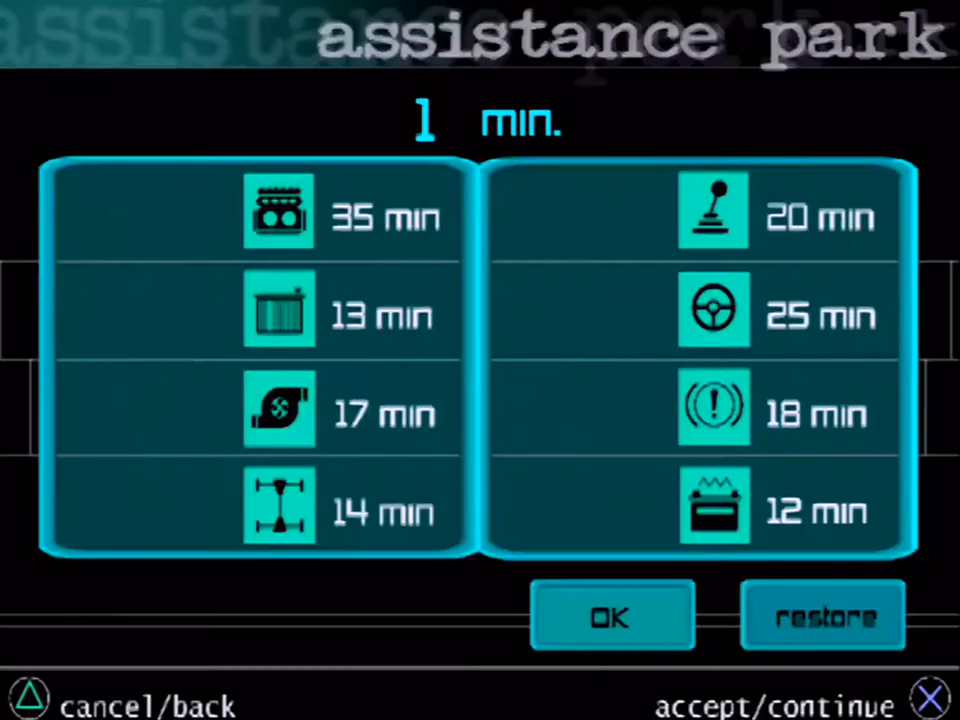 assistance park
1 min.
35 min
20 min
13 min
25 min
17 min
18 min
14 min
12 min
OK
restore
cancel/back
accept/continue